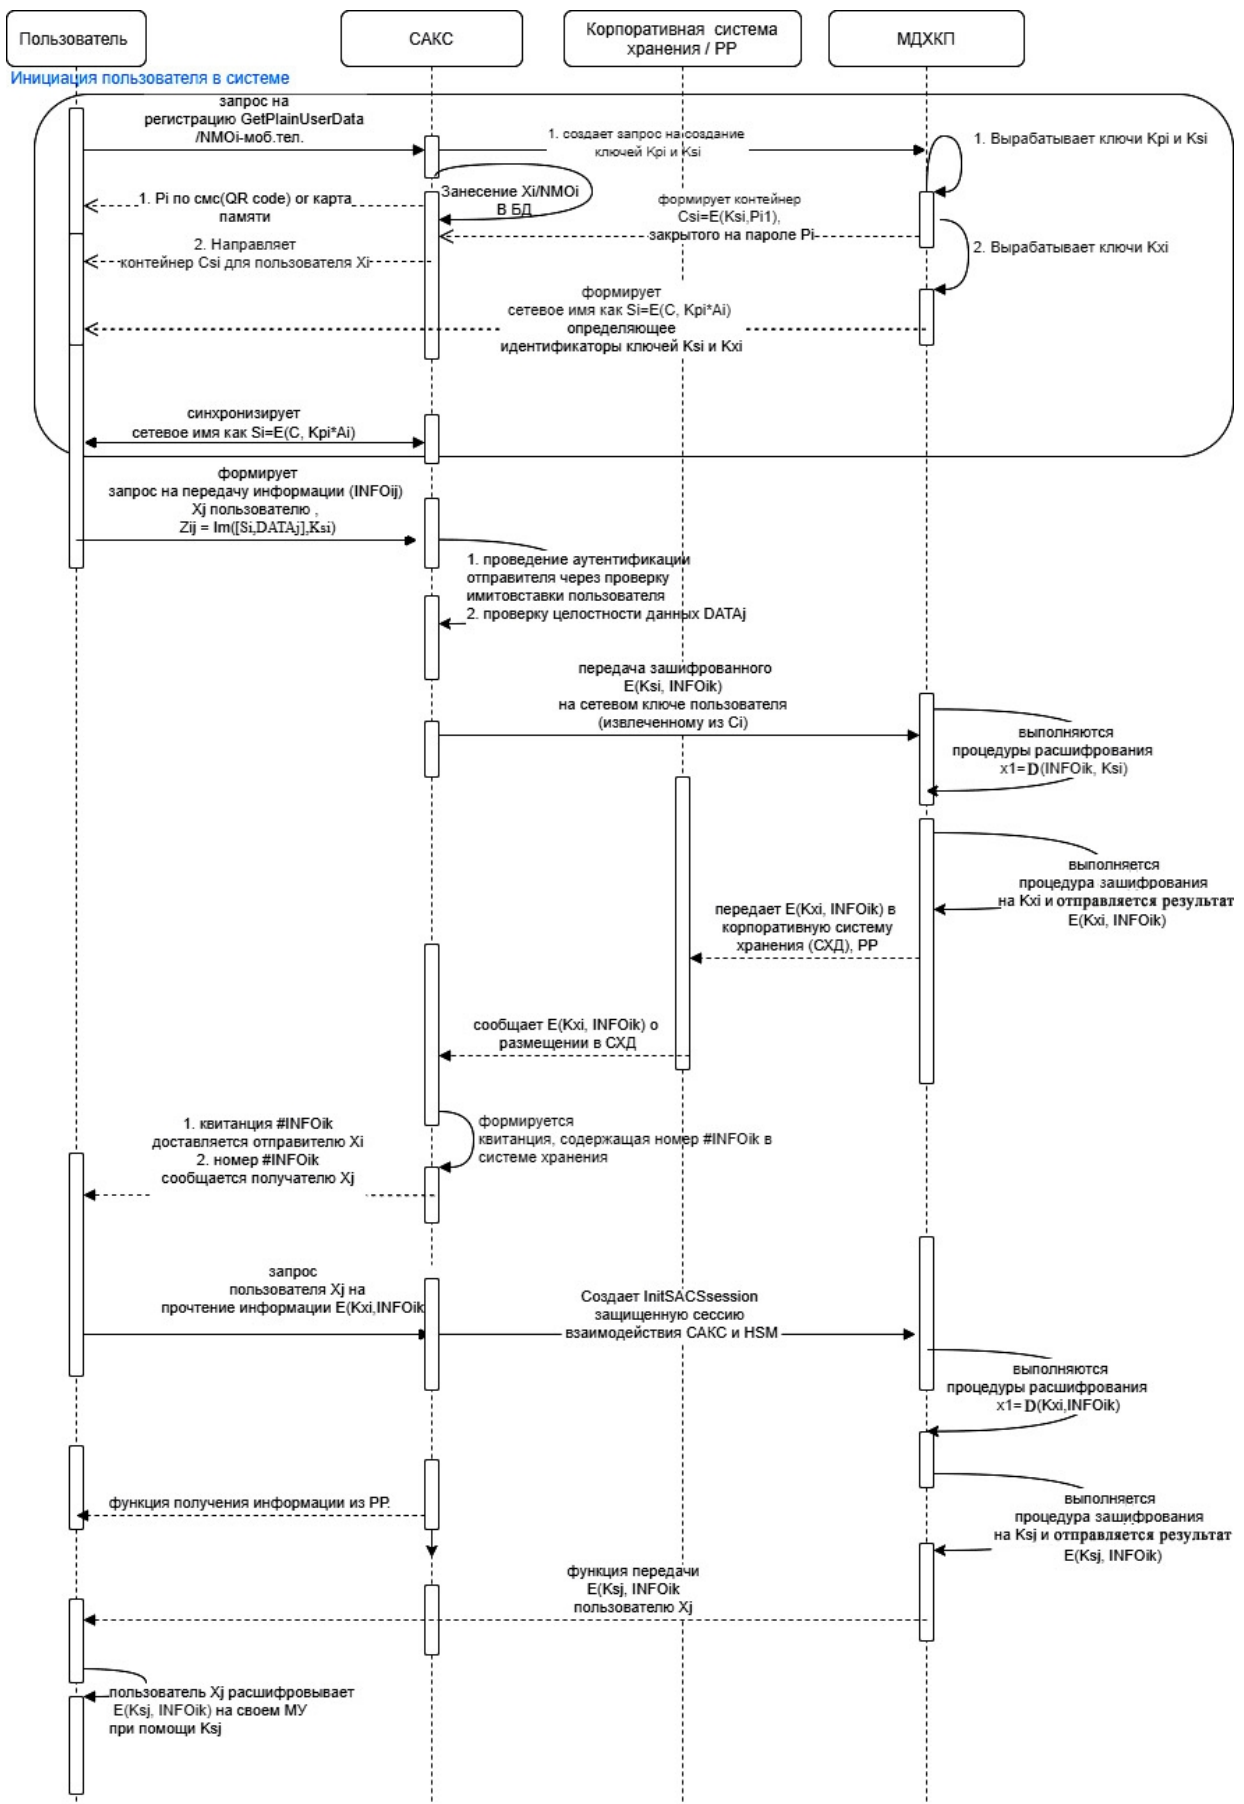 Пользователь
САКС
Корпоративная система
хранения / РР
МДХКП
Инициация пользователя в системе
запрос на
регистрацию GetPlainUserData
/NMOi-моб.тел.
1. создает запрос на создание
ключей Kpi и Ksi
1. Вырабатывает ключи Kpi и Ksi
Занесение Xi/NMOi
В БД
1. Pi по смс(QR code) or карта
памяти
формирует контейнер
Csi=E(Ksi,Pi1),
закрытого на пароле Pi
2. Направляет
контейнер Csi для пользователя Xi
2. Вырабатывает ключи Kxi
формирует
сетевое имя как Si=E(C, Kpi*Ai)
определяющее
идентификаторы ключей Ksi и Kxi
синхронизирует
сетевое имя как Si=E(C, Kpi*Ai)
формирует
запрос на передачу информации (INFOij)
Xj пользователю ,
Zij = Im([Si,DATAj],Ksi)
1. проведение аутентификации
отправителя через проверку
имитовставки пользователя
2. проверку целостности данных DATAj
передача зашифрованного
E(Ksi, INFOik)
на сетевом ключе пользователя
(извлеченному из Ci)
выполняются
процедуры расшифрования
x1=D(INFOik, Ksi)
выполняется
процедура зашифрования
на Kxi и отправляется результат
E(Kxi, INFOik)
передает E(Kxi, INFOik) в
корпоративную систему
хранения (СХД), РР
сообщает E(Kxi, INFOik) о
размещении в СХД
формируется
квитанция, содержащая номер #INFOik в
системе хранения
1. квитанция #INFOik
доставляется отправителю Xi
2. номер #INFOik
сообщается получателю Xj
запрос
пользователя Xj на
прочтение информации E(Kxi,INFOik
Создает InitSACSsession
защищенную сессию
взаимодействия САКС и HSM
выполняются
процедуры расшифрования
x1=D(Kxi,INFOik)
функция получения информации из РР.
выполняется
процедура зашифрования
на Ksj и отправляется результат
E(Ksj, INFOik)
функция передачи
E(Ksj, INFOik
пользователю Xj
пользователь Xj расшифровывает
E(Ksj, INFOik) на своем МУ
при помощи Ksj